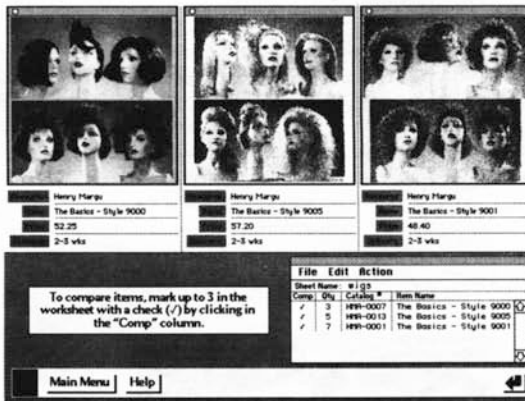 Henry Margu
The Basics - Style 9000
52.25
2-3 wks
Henry Margu
The Basics - Style 9005
57.20
2-3 wks
Henry Margu
The Basics - Style 9001
48.40
2-3 wks
To compare items, mark up to 3 in the
worksheet with a check (√) by clicking
in the “Comp” column.
File Edit Action
Sheet Name: wigs
Comp Qty Catalog # Item Name
√ 3 HMA-0007 The Basics - Style 9000
√ 5 HMA-0013 The Basics - Style 9005
√ 7 HMA-0001 The Basics - Style 9001
Main Menu Help